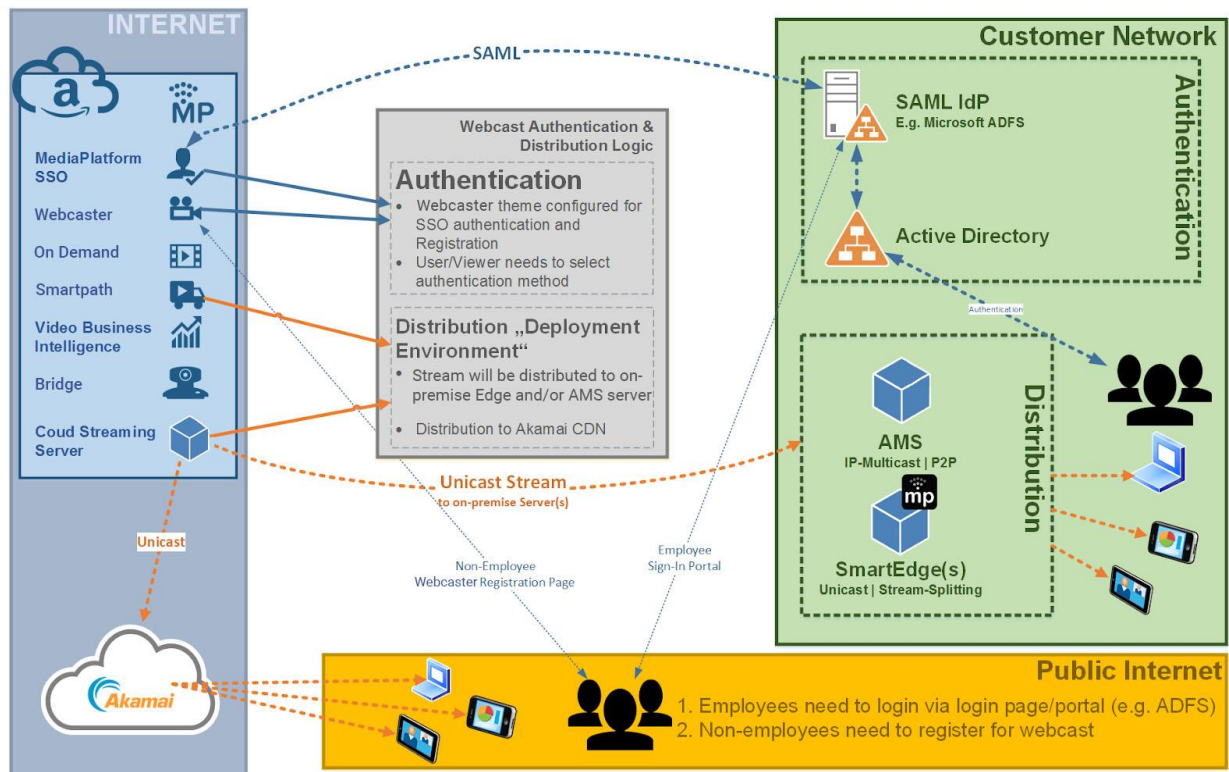 INTERNET
a
MP
MediaPlatform
SSO
Webcaster
On Demand
Smartpath
Video Business
Intelligence
Bridge
Coud Streaming
Server
Unicast
Akamai
SAML
Webcast Authentication &
Distribution Logic
Authentication
• Webcaster theme configured for
SSO authentication and
Registration
• User/Viewer needs to select
authentication method
Distribution „Deployment
Environment“
• Stream will be distributed to on-
premise Edge and/or AMS server
• Distribution to Akamai CDN
Unicast Stream
to on-premise Server(s)
Non-Employee
Webcaster Registration Page
Employee
Sign-In Portal
Customer Network
SAML IdP
E.g. Microsoft ADFS
Active Directory
Authentication
Authentication
AMS
IP-Multicast | P2P
mp
SmartEdge(s)
Unicast | Stream-Splitting
Distribution
Public Internet
1. Employees need to login via login page/portal (e.g. ADFS)
2. Non-employees need to register for webcast